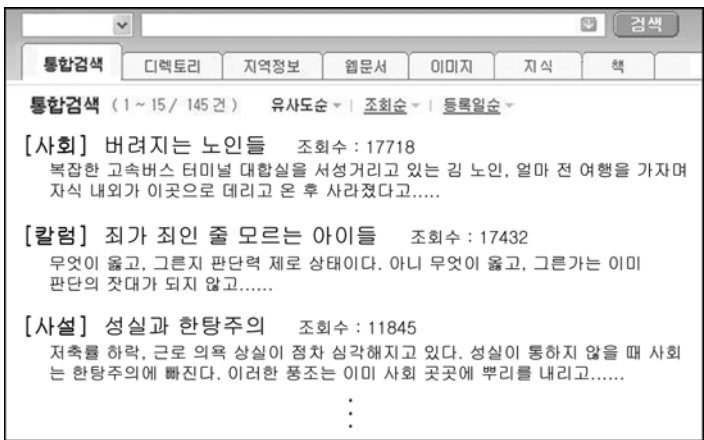 검색
통합검색 디렉토리 지역정보 웹문서 이미지 지식 책
통합검색 ( 1 ~ 15 / 145 건 ) 유사도순 | 조회순 | 등록일순
[사회] 버려지는 노인들 조회수 : 17718
복잡한 고속버스 터미널 대합실을 서성거리고 있는 김 노인, 얼마 전 여행을 가자며
자식 내외가 이곳으로 데리고 온 후 사라졌다고.....
[칼럼] 죄가 죄인 줄 모르는 아이들 조회수 : 17432
무엇이 옳고, 그른지 판단력 제로 상태이다. 아니 무엇이 옳고, 그른가는 이미
판단의 잣대가 되지 않고......
[사설] 성실과 한탕주의 조회수 : 11845
저축률 하락, 근로 의욕 상실이 점차 심각해지고 있다. 성실이 통하지 않을 때 사회
는 한탕주의에 빠진다. 이러한 풍조는 이미 사회 곳곳에 뿌리를 내리고......